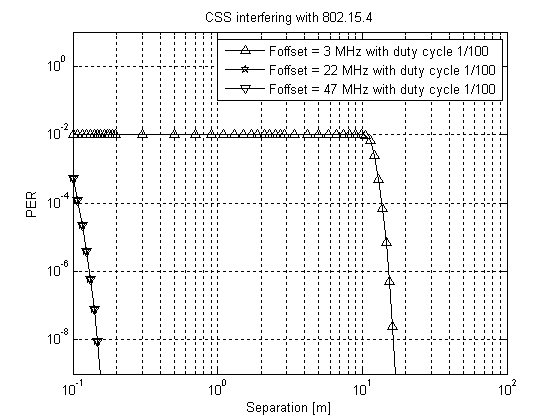 CSS interfering with 802.15.4
Foffset = 3 MHz with duty cycle 1/100
Foffset = 22 MHz with duty cycle 1/100
Foffset = 47 MHz with duty cycle 1/100
PER
10^0
10^-2
10^-4
10^-6
10^-8
10^-1 10^0 10^1 10^2
Separation [m]